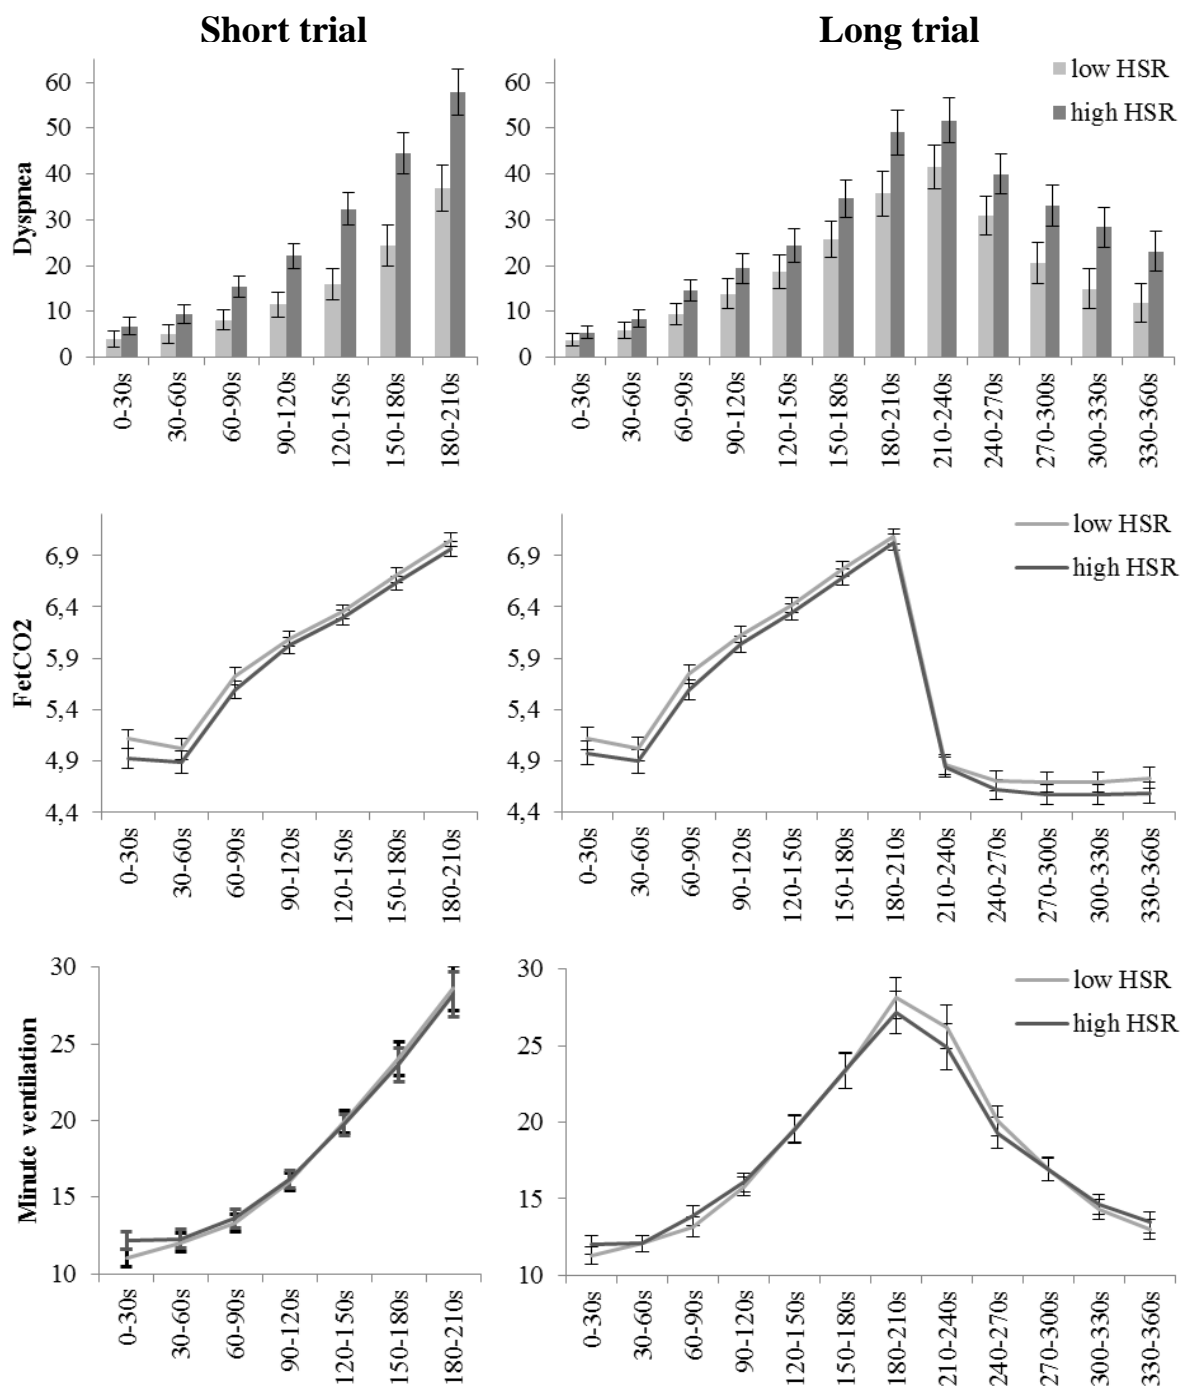 Short trial
Long trial
Dyspnea
60
50
40
30
20
10
0
0-30s
30-60s
60-90s
90-120s
120-150s
150-180s
180-210s
60
50
40
30
20
10
0
low HSR
high HSR
0-30s
30-60s
60-90s
90-120s
120-150s
150-180s
180-210s
210-240s
240-270s
270-300s
300-330s
330-360s
FetCO2
6,9
6,4
5,9
5,4
4,9
4,4
0-30s
30-60s
60-90s
90-120s
120-150s
150-180s
180-210s
6,9
6,4
5,9
5,4
4,9
4,4
low HSR
high HSR
0-30s
30-60s
60-90s
90-120s
120-150s
150-180s
180-210s
210-240s
240-270s
270-300s
300-330s
330-360s
Minute ventilation
30
25
20
15
10
0-30s
30-60s
60-90s
90-120s
120-150s
150-180s
180-210s
30
25
20
15
10
low HSR
high HSR
0-30s
30-60s
60-90s
90-120s
120-150s
150-180s
180-210s
210-240s
240-270s
270-300s
300-330s
330-360s